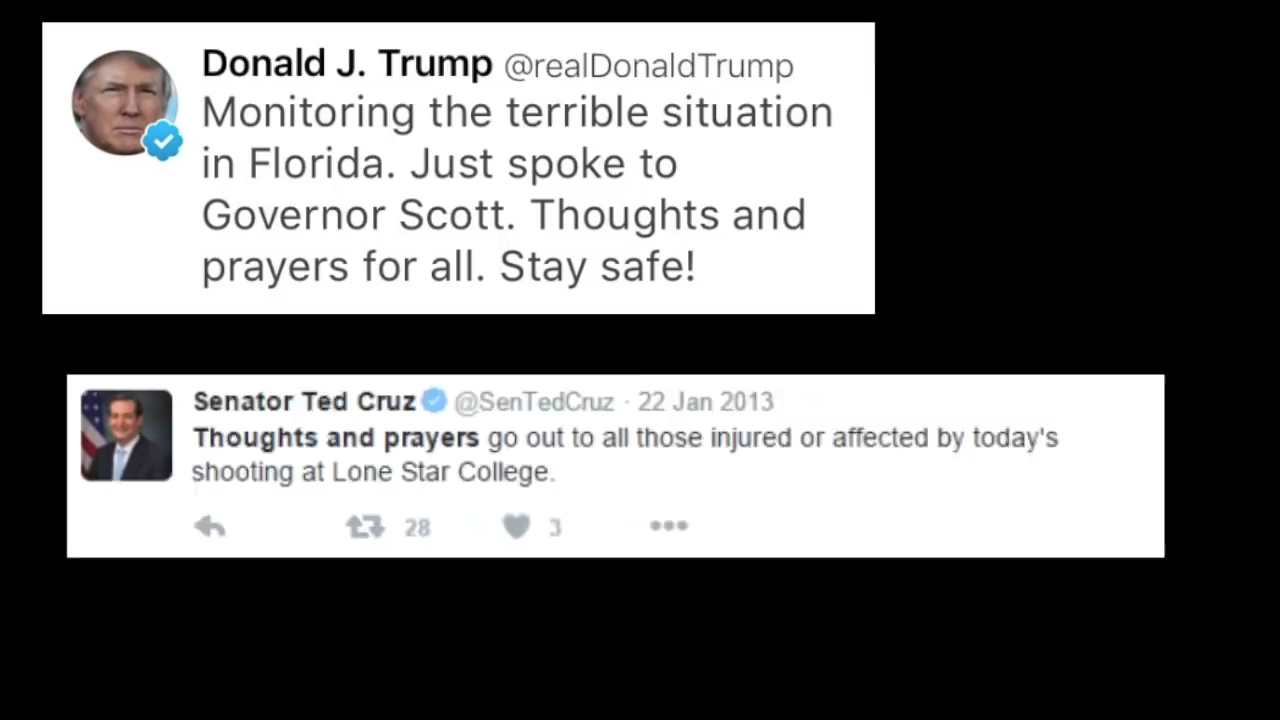 Donald J. Trump @realDonaldTrump
Monitoring the terrible situation
in Florida. Just spoke to
Governor Scott. Thoughts and
prayers for all. Stay safe!
Senator Ted Cruz @SenTedCruz · 22 Jan 2013
Thoughts and prayers go out to all those injured or affected by today's
shooting at Lone Star College.
28 3